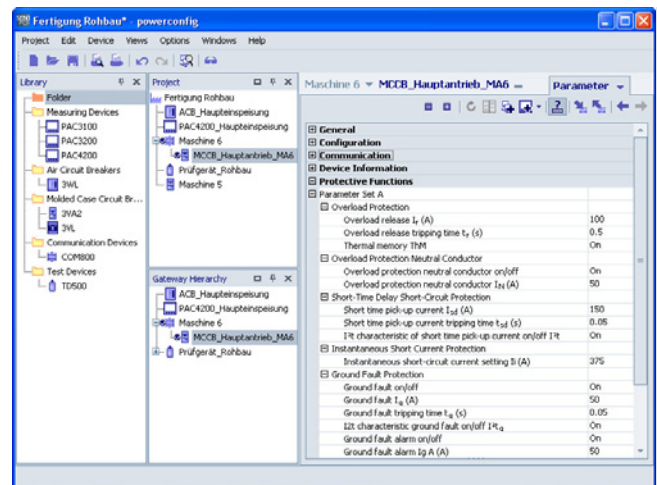 Fertigung Rohbau* - powerconfig
Project Edit Device Views Options Windows Help
Library
Folder
Measuring Devices
PAC3100
PAC3200
PAC4200
Air Circuit Breakers
3WL
Molded Case Circuit Br...
3VA2
3VL
Communication Devices
COM800
Test Devices
TD500
Project
Fertigung Rohbau
ACB_Haupteinspeisung
PAC4200_Haupteinspeisung
Maschine 6
MCCB_Hauptantrieb_MA6
Prüfgerät_Rohbau
Maschine 5
Gateway Hierarchy
ACB_Haupteinspeisung
PAC4200_Haupteinspeisung
Maschine 6
MCCB_Hauptantrieb_MA6
Prüfgerät_Rohbau
Maschine 6 MCCB_Hauptantrieb_MA6 Parameter
General
Configuration
Communication
Device Information
Protective Functions
Parameter Set A
Overload Protection
Overload release Ir (A) 100
Overload release tripping time tr (s) 0.5
Thermal memory ThM On
Overload Protection Neutral Conductor
Overload protection neutral conductor on/off On
Overload protection neutral conductor IN (A) 50
Short-Time Delay Short-Circuit Protection
Short time pick-up current Isd (A) 150
Short time pick-up current tripping time tsd (s) 0.05
I²t characteristic of short time pick-up current on/off I²t On
Instantaneous Short Current Protection
Instantaneous short-circuit current setting Ii (A) 375
Ground Fault Protection
Ground fault on/off On
Ground fault Ig (A) 50
Ground fault tripping time tg (s) 0.05
I2t characteristic ground fault on/off I²tg On
Ground fault alarm on/off On
Ground fault alarm Ig A (A) 50